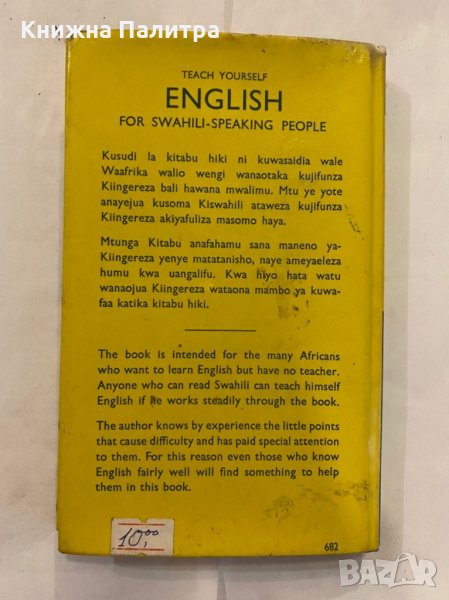 Книжна Палитра
TEACH YOURSELF
ENGLISH
FOR SWAHILI-SPEAKING PEOPLE
Kusudi la kitabu hiki ni kuwasaidia wale
Waafrika walio wengi wanaotaka kujifunza
Kiingereza bali hawana mwalimu. Mtu ye yote
anayejua kusoma Kiswahili ataweza kujifunza
Kiingereza akiyafuliza masomo haya.
Mtunga Kitabu anafahamu sana maneno ya-
Kiingereza yenye matatanisho, naye ameyaeleza
humu kwa uangalifu. Kwa hiyo hata watu
wanaojua Kiingereza wataona mambo ya kuwa-
faa katika kitabu hiki.
The book is intended for the many Africans
who want to learn English but have no teacher.
Anyone who can read Swahili can teach himself
English if he works steadily through the book.
The author knows by experience the little points
that cause difficulty and has paid special attention
to them. For this reason even those who know
English fairly well will find something to help
them in this book.
10,00
682
BAZAR